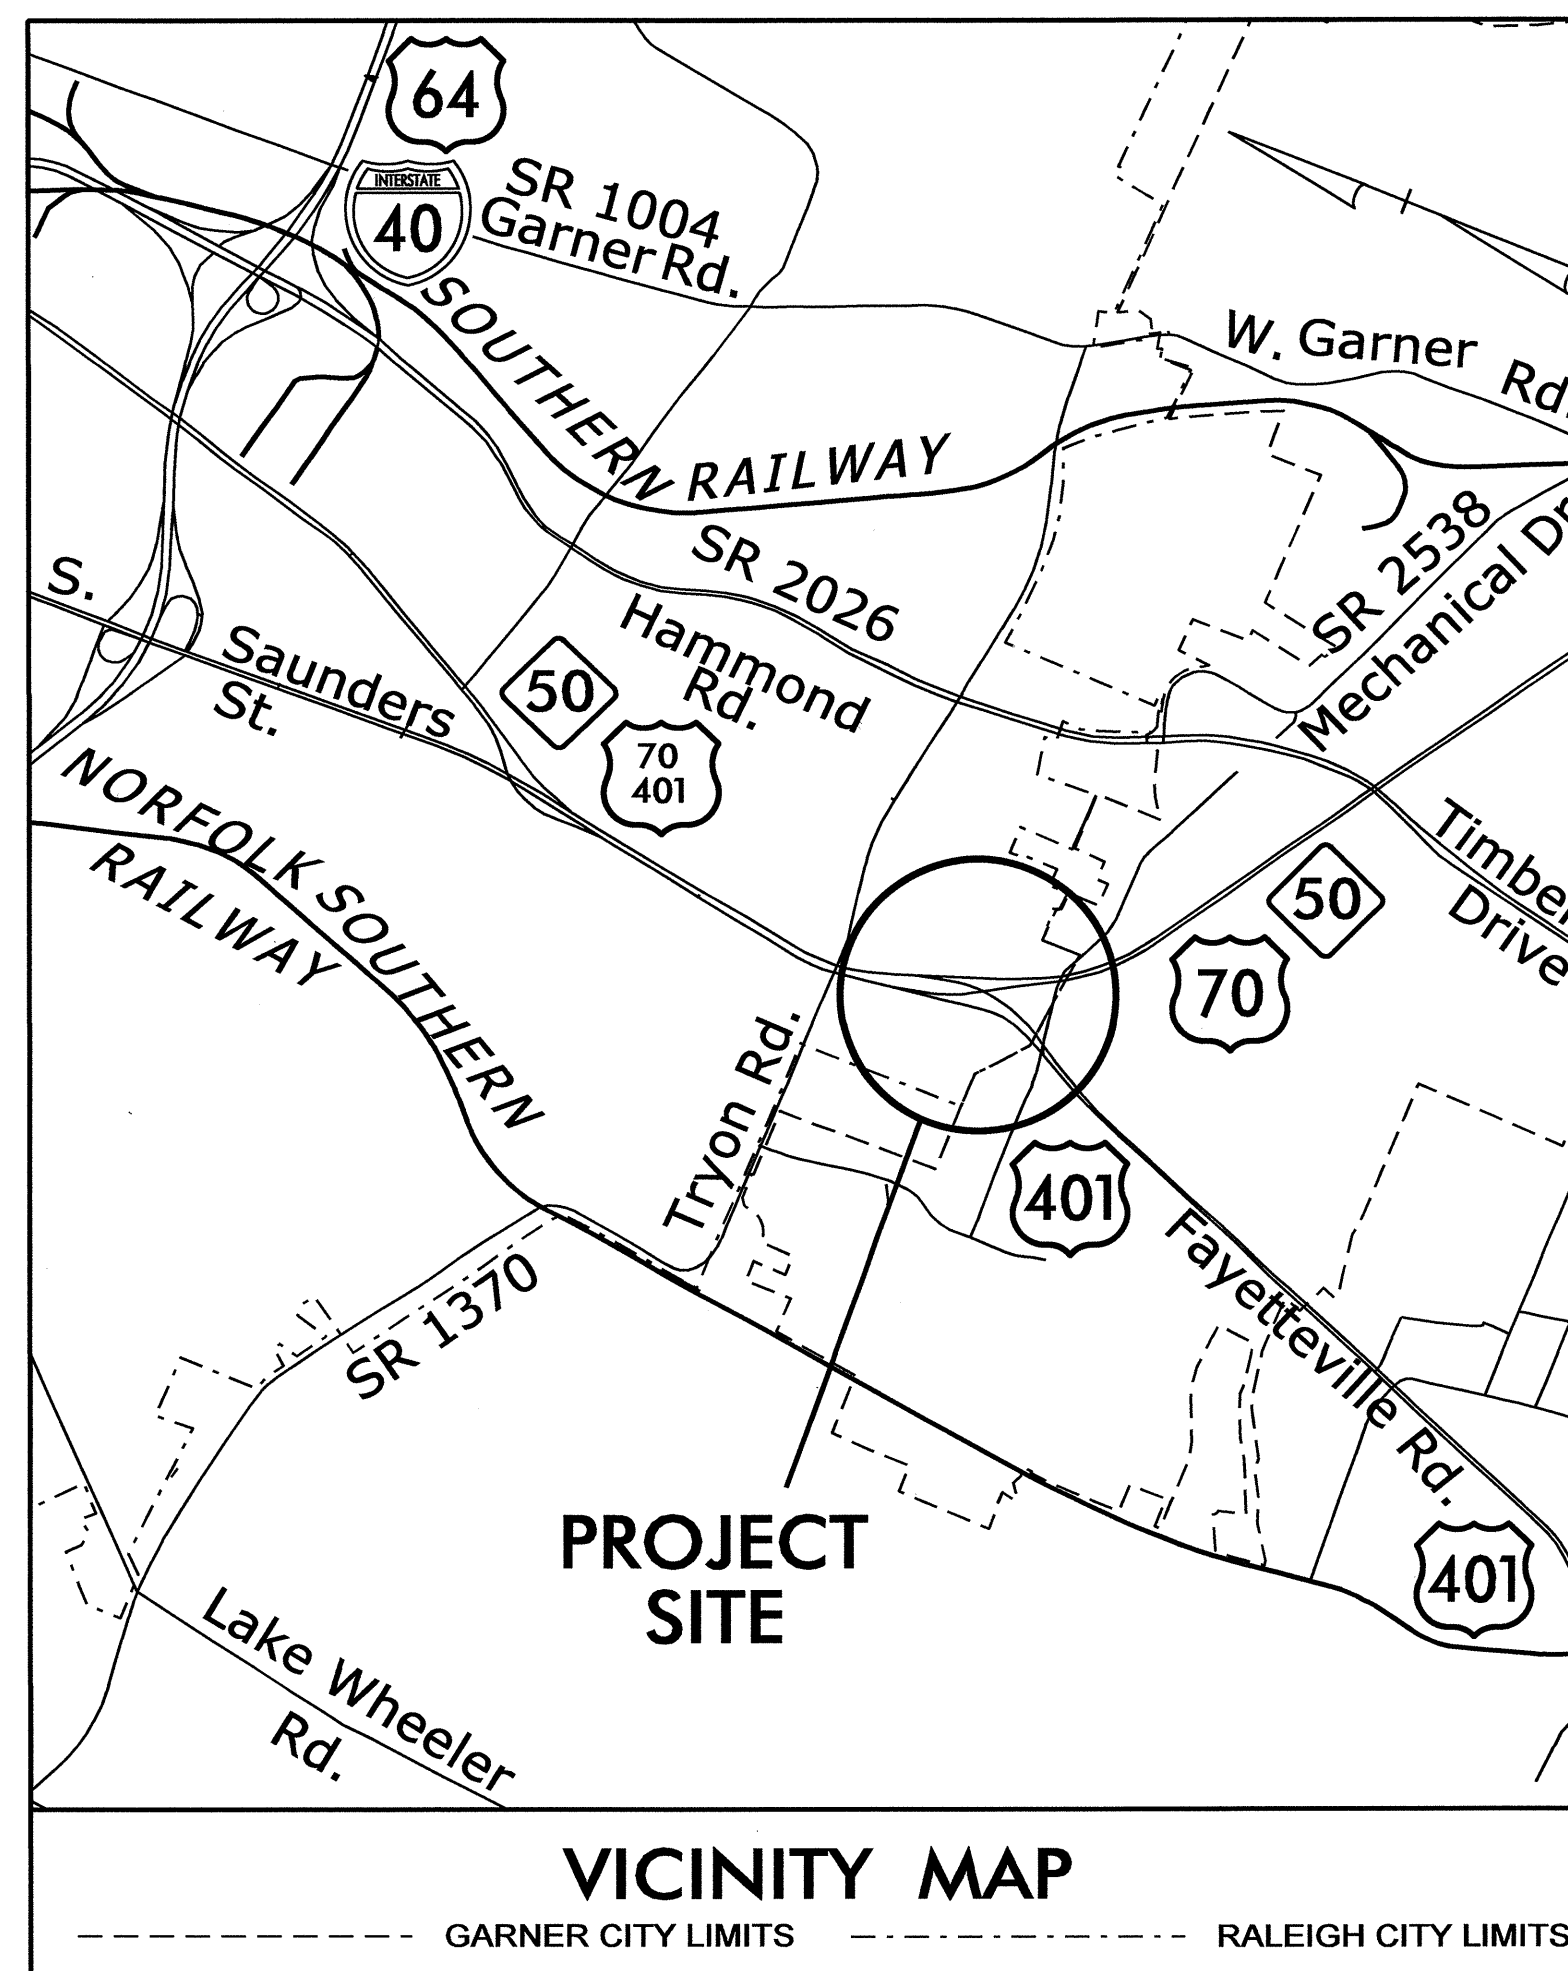 64
INTERSTATE
40
SR 1004
Garner Rd.
SOUTHERN RAILWAY
W. Garner Rd.
SR 2026
Hammond
Rd.
SR 2538
Mechanical Dr
S. Saunders
St.
50
70
401
NORFOLK SOUTHERN
RAILWAY
Timber
Drive
50
70
Tryon Rd.
401
Fayetteville Rd.
SR 1370
401
PROJECT
SITE
Lake Wheeler
Rd.
VICINITY MAP
GARNER CITY LIMITS
RALEIGH CITY LIMITS